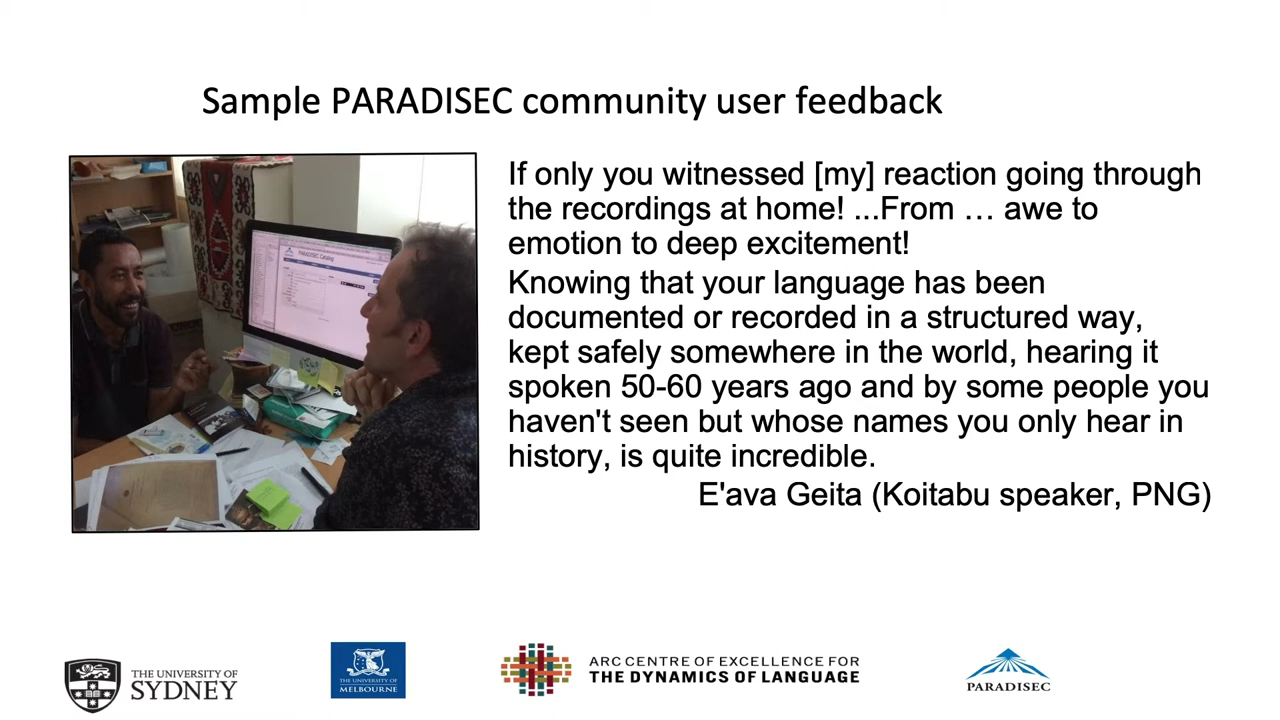 Sample PARADISEC community user feedback
If only you witnessed [my] reaction going through
the recordings at home! ...From … awe to
emotion to deep excitement!
Knowing that your language has been
documented or recorded in a structured way,
kept safely somewhere in the world, hearing it
spoken 50-60 years ago and by some people you
haven't seen but whose names you only hear in
history, is quite incredible.
E'ava Geita (Koitabu speaker, PNG)
PARADISEC Catalog
THE UNIVERSITY OF
SYDNEY
THE UNIVERSITY OF
MELBOURNE
ARC CENTRE OF EXCELLENCE FOR
THE DYNAMICS OF LANGUAGE
PARADISEC